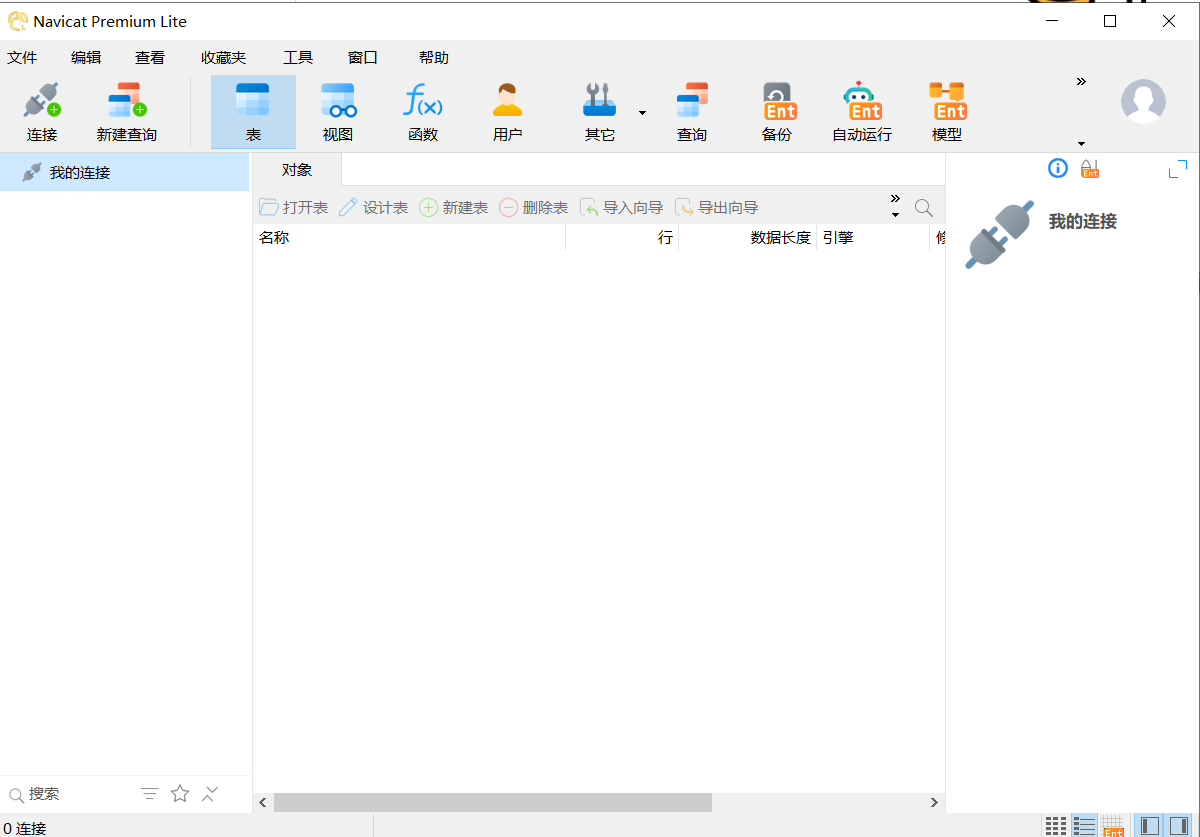 Navicat Premium Lite
文件 编辑 查看 收藏夹 工具 窗口 帮助
Ent Ent Ent
连接 新建查询 表 视图 函数 用户 其它 查询 备份 自动运行 模型
我的连接
对象
Ent
打开表 设计表 新建表 删除表 导入向导 导出向导
我的连接
名称 行 数据长度 引擎
搜索
0 连接
Ent